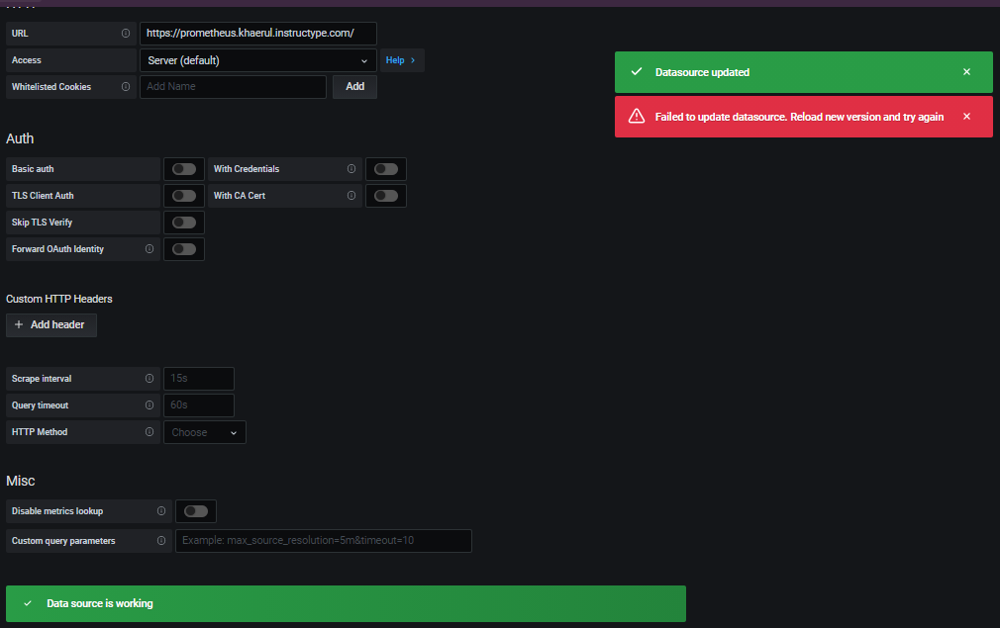 URL
https://prometheus.khaerul.instructype.com/
Access
Server (default)
Help >
Whitelisted Cookies
Add Name
Add
Datasource updated
Failed to update datasource. Reload new version and try again
Auth
Basic auth
With Credentials
TLS Client Auth
With CA Cert
Skip TLS Verify
Forward OAuth Identity
Custom HTTP Headers
+ Add header
Scrape interval
15s
Query timeout
60s
HTTP Method
Choose
Misc
Disable metrics lookup
Custom query parameters
Example: max_source_resolution=5m&timeout=10
Data source is working